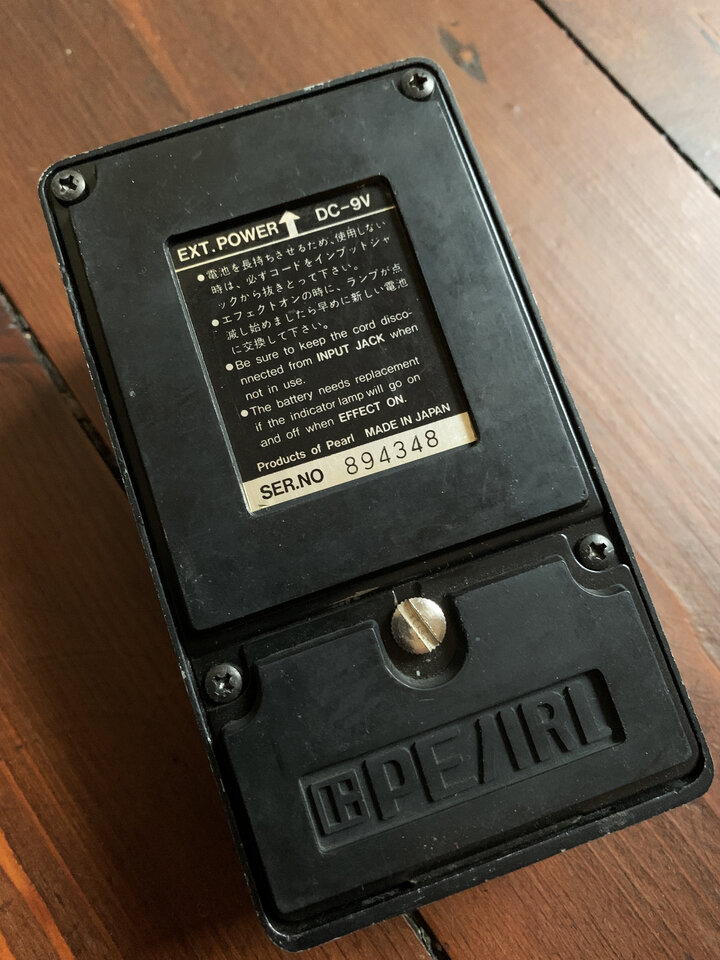 EXT. POWER ↑ DC-9V
●電池を長持ちさせるため、使用しない
時は、必ずコードをインプットジャ
ックから抜きとって下さい。
●エフェクトオンの時に、ランプが点
滅し始めましたら早めに新しい電池
に交換して下さい。
●Be sure to keep the cord disco-
nnected from INPUT JACK when
not in use.
●The battery needs replacement
if the indicator lamp will go on
and off when EFFECT ON.
Products of Pearl MADE IN JAPAN
SER.NO 894348
PEARL